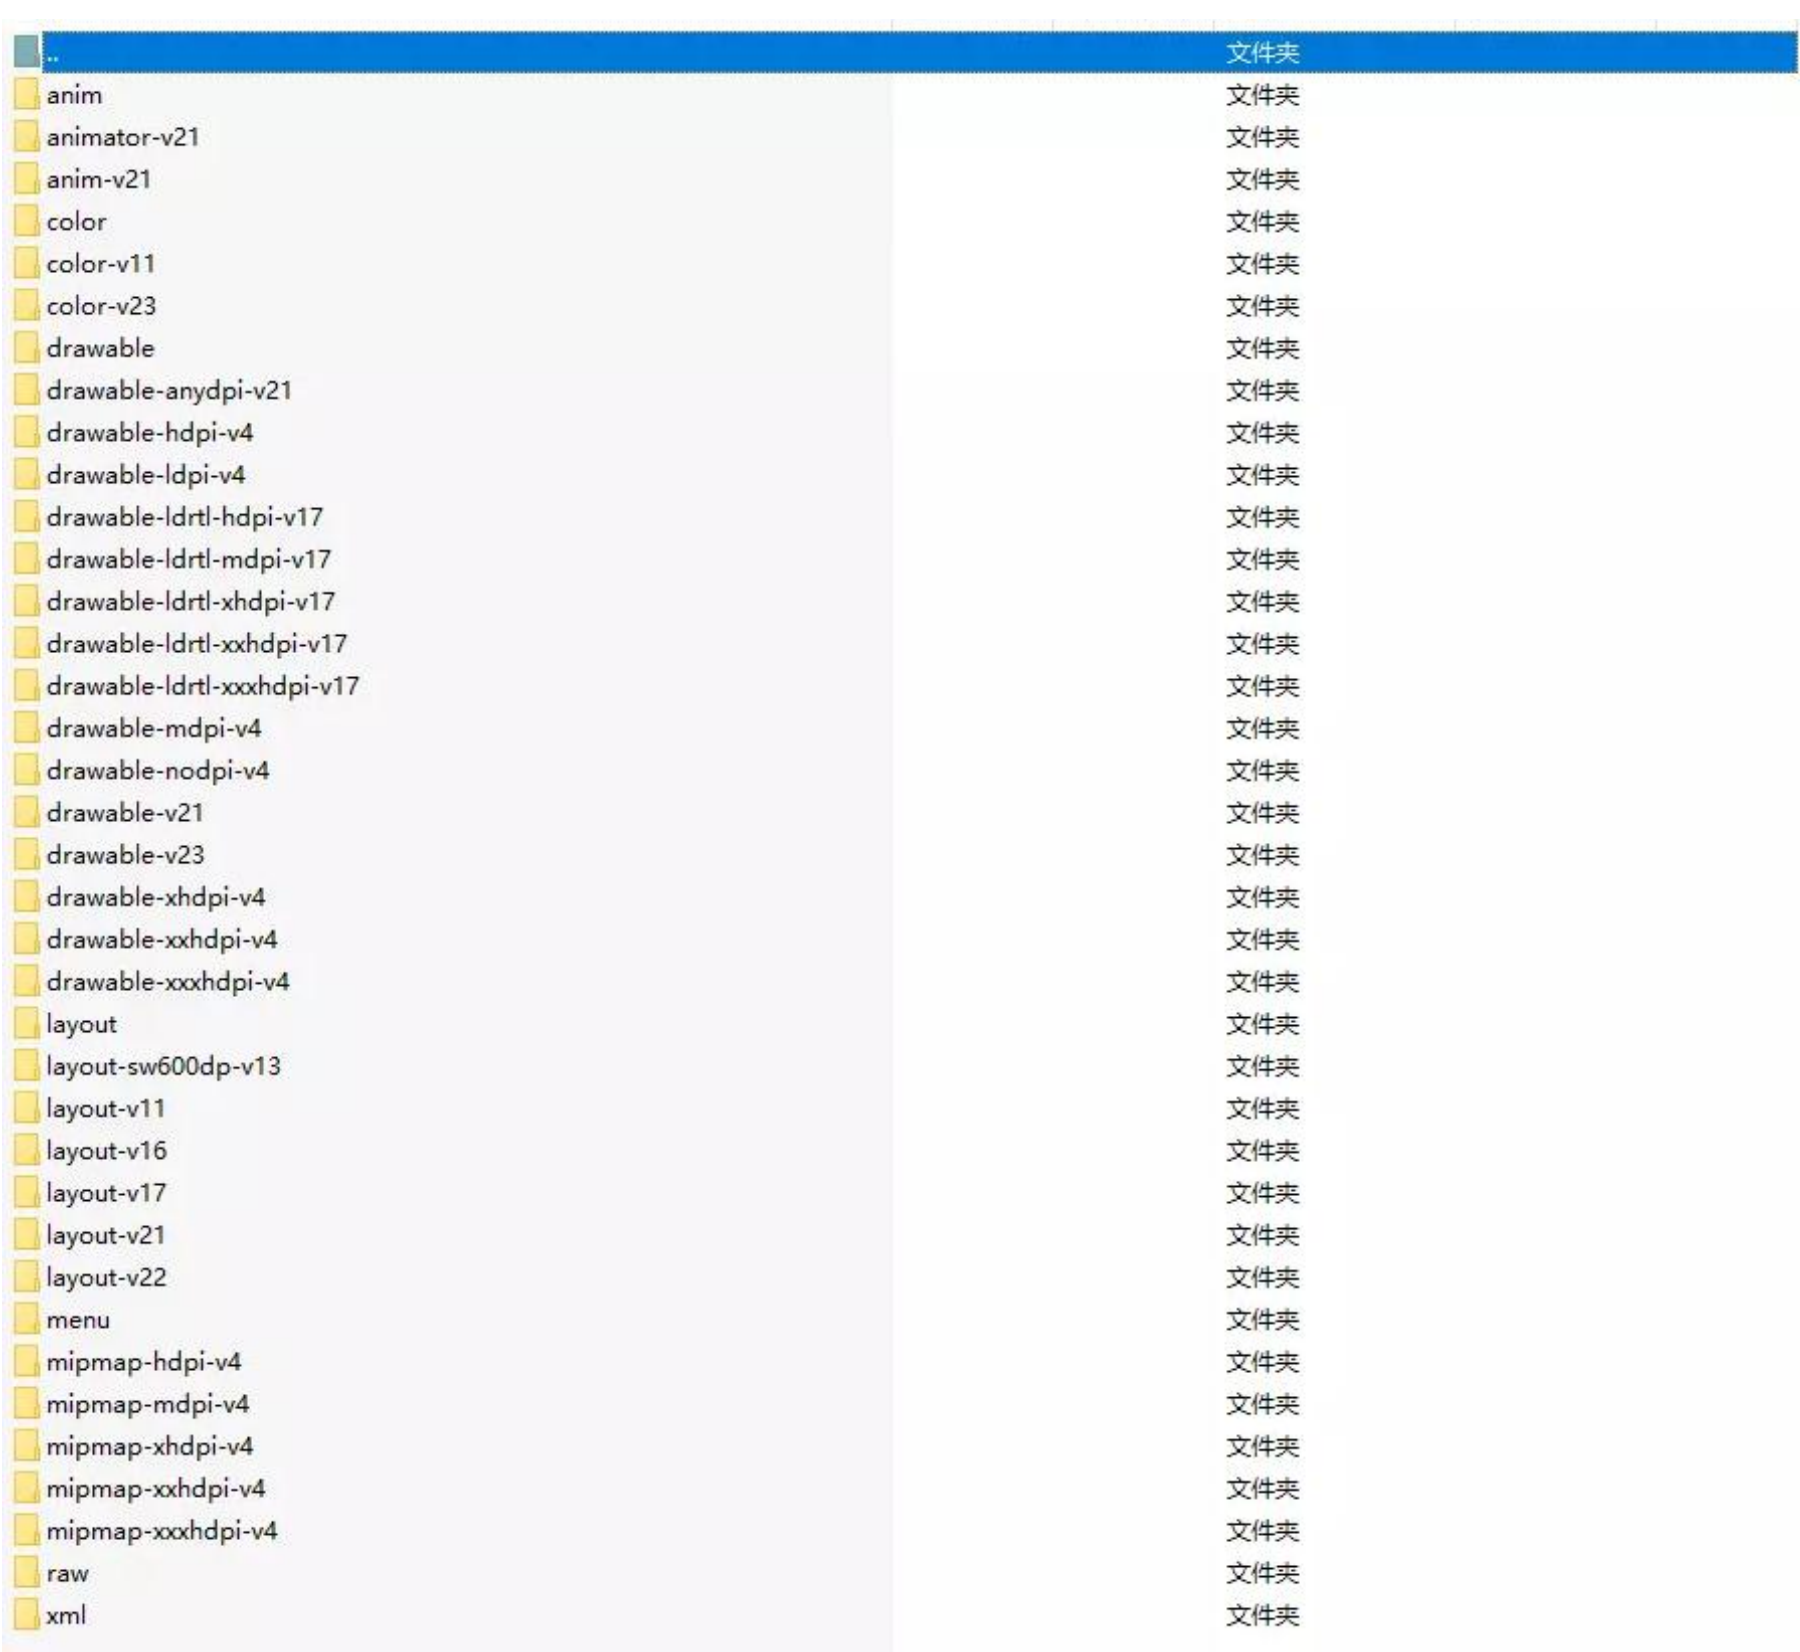 .. 文件夹
anim 文件夹
animator-v21 文件夹
anim-v21 文件夹
color 文件夹
color-v11 文件夹
color-v23 文件夹
drawable 文件夹
drawable-anydpi-v21 文件夹
drawable-hdpi-v4 文件夹
drawable-ldpi-v4 文件夹
drawable-ldrtl-hdpi-v17 文件夹
drawable-ldrtl-mdpi-v17 文件夹
drawable-ldrtl-xhdpi-v17 文件夹
drawable-ldrtl-xxhdpi-v17 文件夹
drawable-ldrtl-xxxhdpi-v17 文件夹
drawable-mdpi-v4 文件夹
drawable-nodpi-v4 文件夹
drawable-v21 文件夹
drawable-v23 文件夹
drawable-xhdpi-v4 文件夹
drawable-xxhdpi-v4 文件夹
drawable-xxxhdpi-v4 文件夹
layout 文件夹
layout-sw600dp-v13 文件夹
layout-v11 文件夹
layout-v16 文件夹
layout-v17 文件夹
layout-v21 文件夹
layout-v22 文件夹
menu 文件夹
mipmap-hdpi-v4 文件夹
mipmap-mdpi-v4 文件夹
mipmap-xhdpi-v4 文件夹
mipmap-xxhdpi-v4 文件夹
mipmap-xxxhdpi-v4 文件夹
raw 文件夹
xml 文件夹